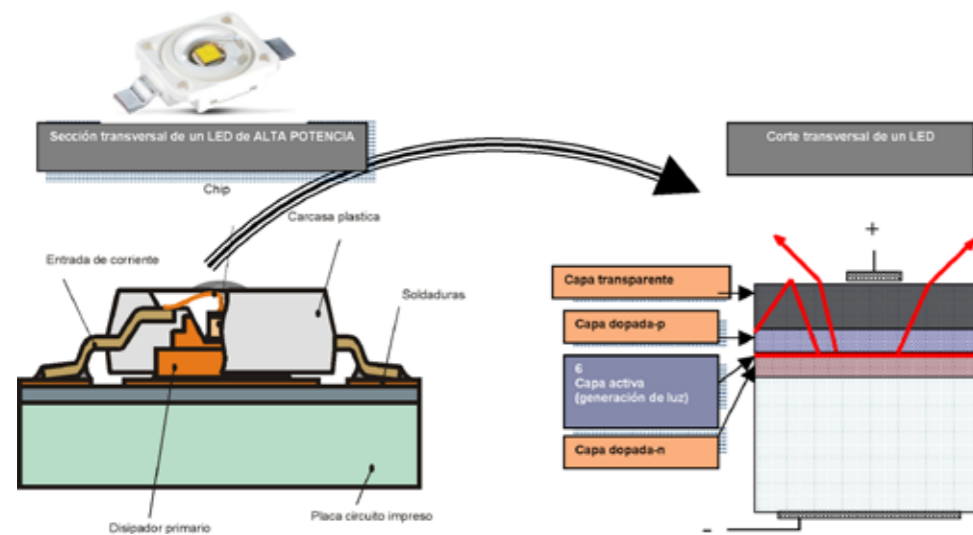 Sección transversal de un LED de ALTA POTENCIA
Corte transversal de un LED
Chip
Carcasa plastica
Entrada de corriente
Soldaduras
Disipador primario
Placa circuito impreso
+
Capa transparente
Capa dopada-p
6
Capa activa
(generación de luz)
Capa dopada-n
-